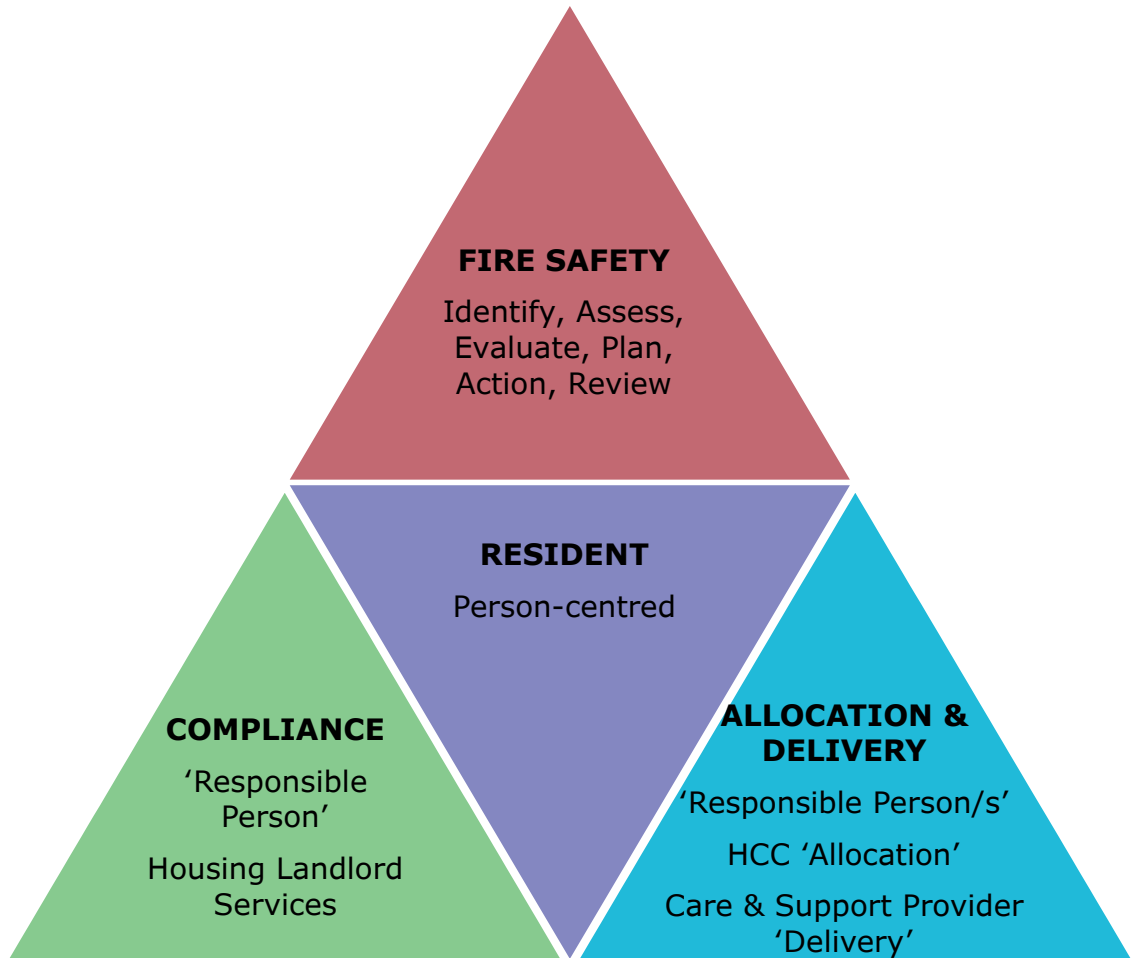 FIRE SAFETY
Identify, Assess,
Evaluate, Plan,
Action, Review
RESIDENT
Person-centred
COMPLIANCE
‘Responsible
Person’
Housing Landlord
Services
ALLOCATION &
DELIVERY
‘Responsible Person/s’
HCC ‘Allocation’
Care & Support Provider
‘Delivery’